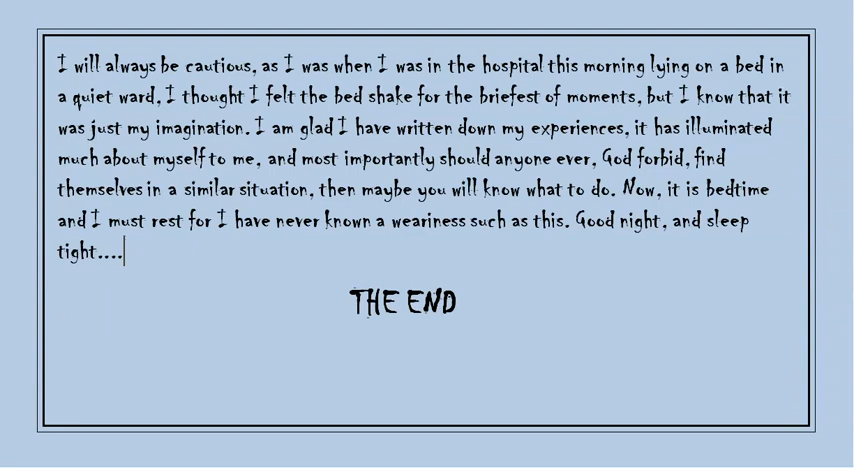 I will always be cautious, as I was when I was in the hospital this morning lying on a bed in
a quiet ward, I thought I felt the bed shake for the briefest of moments, but I know that it
was just my imagination. I am glad I have written down my experiences, it has illuminated
much about myself to me, and most importantly should anyone ever, God forbid, find
themselves in a similar situation, then maybe you will know what to do. Now, it is bedtime
and I must rest for I have never known a weariness such as this. Good night, and sleep
tight....
THE END